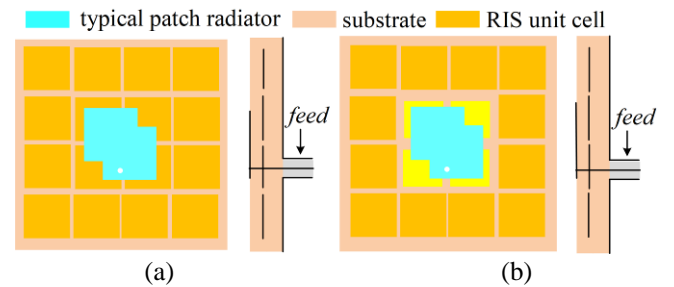 typical patch radiator substrate RIS unit cell
feed feed
(a) (b)